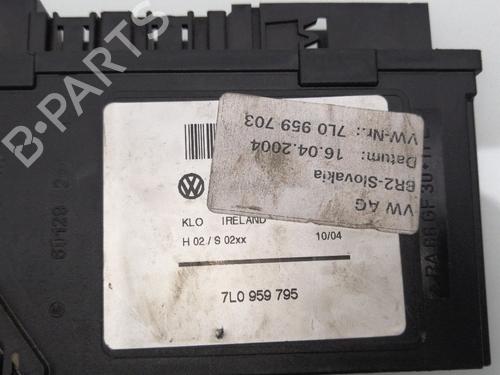 B-PARTS
VW AG
BR2-Slovakia
Datum: 16.04.2004
VW-Nr.: 7L0 959 703
KLO IRELAND
H 02 / S 02xx 10/04
7L0 959 795